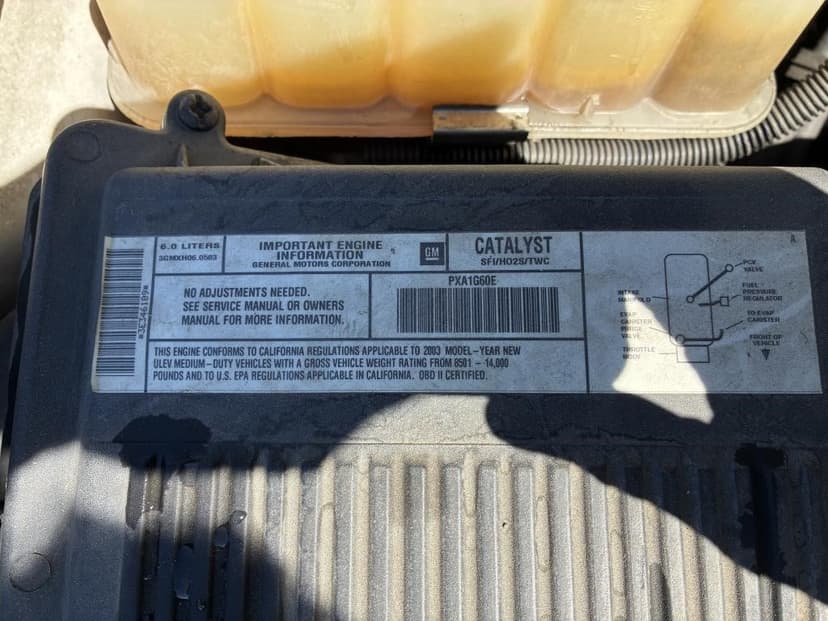 *3E346189*
6.0 LITERS
3GMXH06.0583
IMPORTANT ENGINE
INFORMATION
GENERAL MOTORS CORPORATION
GM
CATALYST
SFI/HO2S/TWC
NO ADJUSTMENTS NEEDED.
SEE SERVICE MANUAL OR OWNERS
MANUAL FOR MORE INFORMATION.
PXA1G60E
THIS ENGINE CONFORMS TO CALIFORNIA REGULATIONS APPLICABLE TO 2003 MODEL-YEAR NEW
ULEV MEDIUM-DUTY VEHICLES WITH A GROSS VEHICLE WEIGHT RATING FROM 8501 - 14,000
POUNDS AND TO U.S. EPA REGULATIONS APPLICABLE IN CALIFORNIA. OBD II CERTIFIED.
A
PCV
VALVE
FUEL
PRESSURE
REGULATOR
INTAKE
MANIFOLD
EVAP
CANISTER
PURGE
VALVE
TO EVAP
CANISTER
THROTTLE
BODY
FRONT OF
VEHICLE